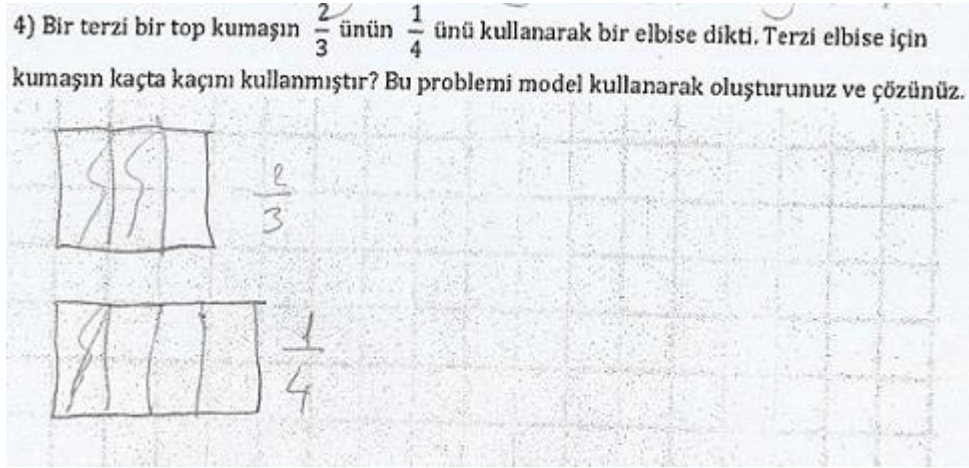 4) Bir terzi bir top kumaşın 2/3 ünün 1/4 ünü kullanarak bir elbise dikti. Terzi elbise için
kumaşın kaçta kaçını kullanmıştır? Bu problemi model kullanarak oluşturunuz ve çözünüz.
2/3
1/4